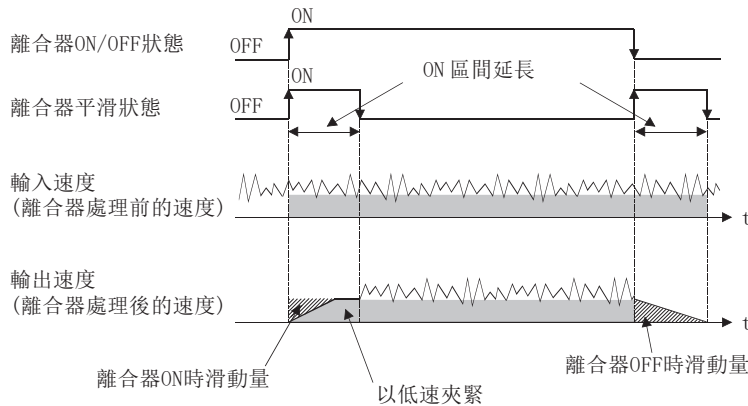 ON
離合器ON/OFF狀態
OFF
ON
ON 區間延長
離合器平滑狀態
OFF
輸入速度
(離合器處理前的速度)
t
輸出速度
(離合器處理後的速度)
t
離合器ON時滑動量
以低速夾緊
離合器OFF時滑動量